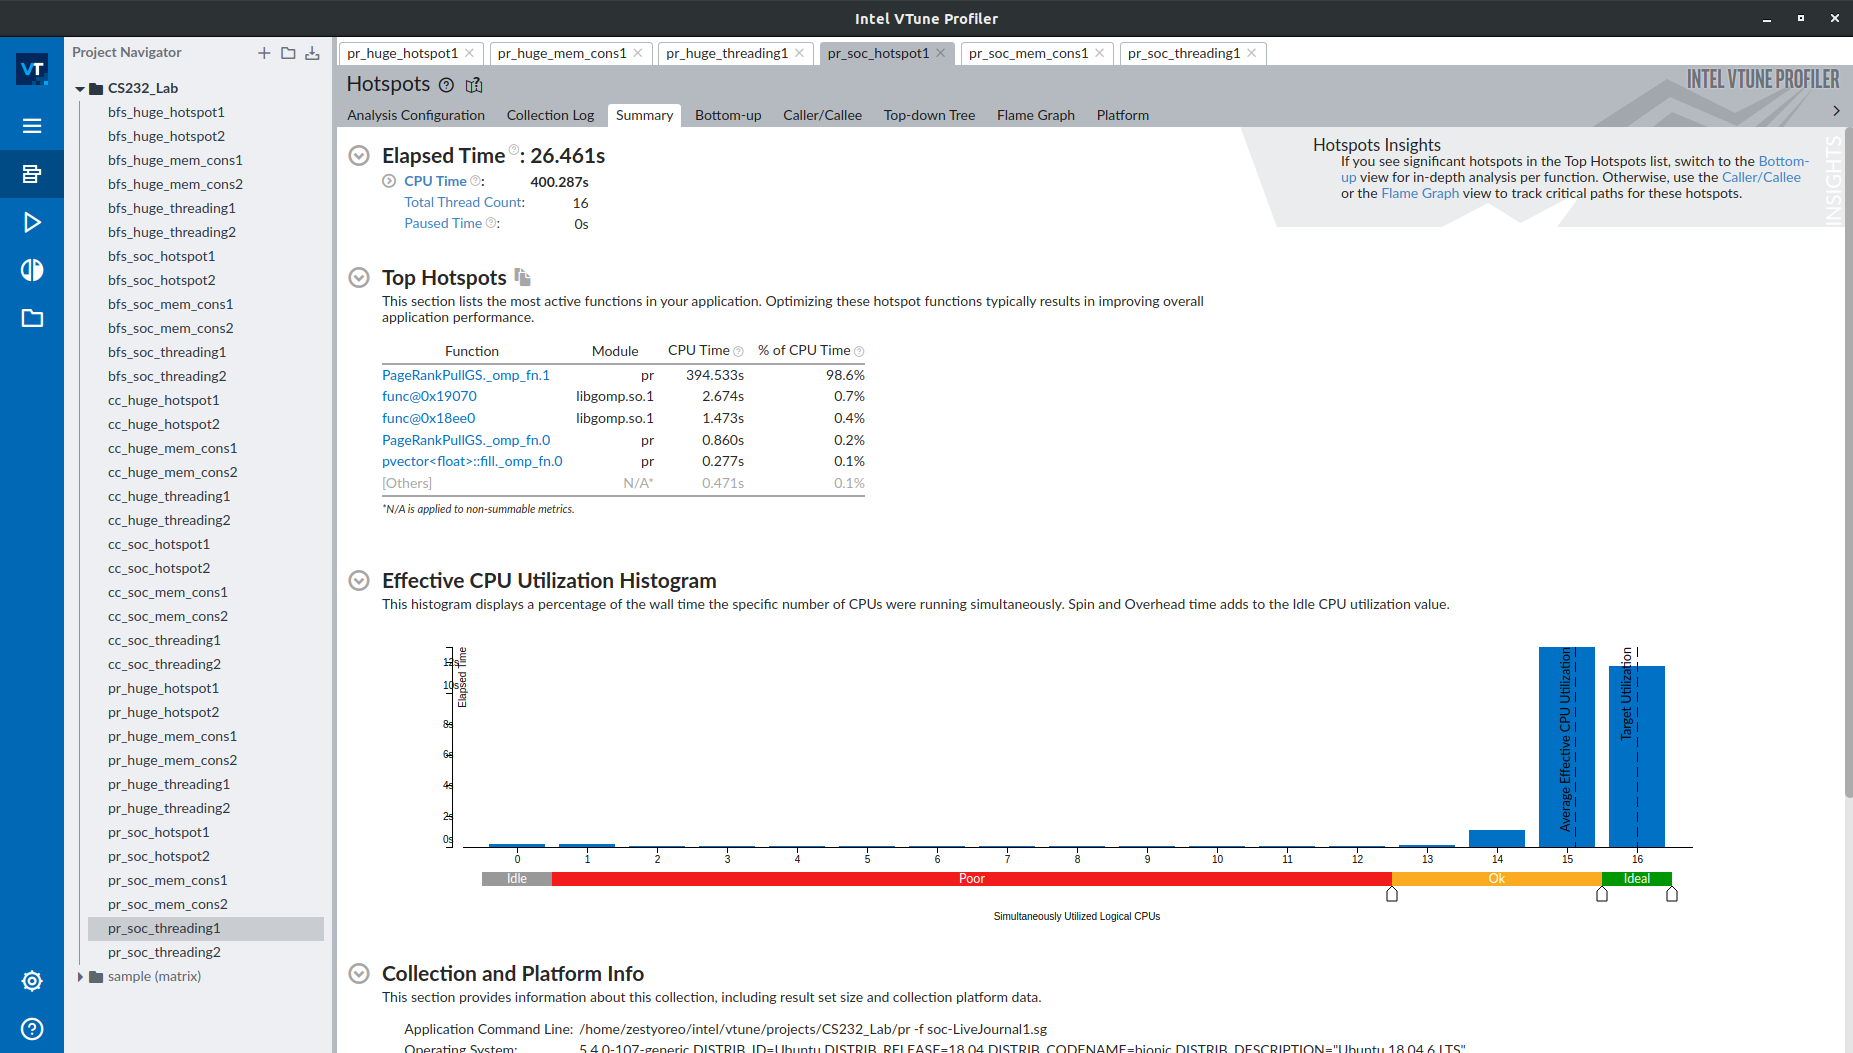 Intel VTune Profiler
VT
Project Navigator
CS232_Lab
bfs_huge_hotspot1
bfs_huge_hotspot2
bfs_huge_mem_cons1
bfs_huge_mem_cons2
bfs_huge_threading1
bfs_huge_threading2
bfs_soc_hotspot1
bfs_soc_hotspot2
bfs_soc_mem_cons1
bfs_soc_mem_cons2
bfs_soc_threading1
bfs_soc_threading2
cc_huge_hotspot1
cc_huge_hotspot2
cc_huge_mem_cons1
cc_huge_mem_cons2
cc_huge_threading1
cc_huge_threading2
cc_soc_hotspot1
cc_soc_hotspot2
cc_soc_mem_cons1
cc_soc_mem_cons2
cc_soc_threading1
cc_soc_threading2
pr_huge_hotspot1
pr_huge_hotspot2
pr_huge_mem_cons1
pr_huge_mem_cons2
pr_huge_threading1
pr_huge_threading2
pr_soc_hotspot1
pr_soc_hotspot2
pr_soc_mem_cons1
pr_soc_mem_cons2
pr_soc_threading1
pr_soc_threading2
sample (matrix)
pr_huge_hotspot1 pr_huge_mem_cons1 pr_huge_threading1 pr_soc_hotspot1 pr_soc_mem_cons1 pr_soc_threading1
Hotspots
INTEL VTUNE PROFILER
Analysis Configuration Collection Log Summary Bottom-up Caller/Callee Top-down Tree Flame Graph Platform
Elapsed Time : 26.461s
CPU Time : 400.287s
Total Thread Count: 16
Paused Time : 0s
Hotspots Insights
If you see significant hotspots in the Top Hotspots list, switch to the Bottom-
up view for in-depth analysis per function. Otherwise, use the Caller/Callee
or the Flame Graph view to track critical paths for these hotspots.
INSIGHTS
Top Hotspots
This section lists the most active functions in your application. Optimizing these hotspot functions typically results in improving overall
application performance.
Function Module CPU Time % of CPU Time
PageRankPullGS._omp_fn.1 pr 394.533s 98.6%
func@0x19070 libgomp.so.1 2.674s 0.7%
func@0x18ee0 libgomp.so.1 1.473s 0.4%
PageRankPullGS._omp_fn.0 pr 0.860s 0.2%
pvector<float>::fill._omp_fn.0 pr 0.277s 0.1%
[Others] N/A* 0.471s 0.1%
*N/A is applied to non-summable metrics.
Effective CPU Utilization Histogram
This histogram displays a percentage of the wall time the specific number of CPUs were running simultaneously. Spin and Overhead time adds to the Idle CPU utilization value.
Elapsed Time
12s
10s
8s
6s
4s
2s
0s
Average Effective CPU Utilization
Target Utilization
0 1 2 3 4 5 6 7 8 9 10 11 12 13 14 15 16
Idle Poor Ok Ideal
Simultaneously Utilized Logical CPUs
Collection and Platform Info
This section provides information about this collection, including result set size and collection platform data.
Application Command Line: /home/zestyoreo/intel/vtune/projects/CS232_Lab/pr -f soc-LiveJournal1.sg
Operating System: 5.4.0-107-generic DISTRIB_ID=Ubuntu DISTRIB_RELEASE=18.04 DISTRIB_CODENAME=bionic DISTRIB_DESCRIPTION="Ubuntu 18.04.6 LTS"